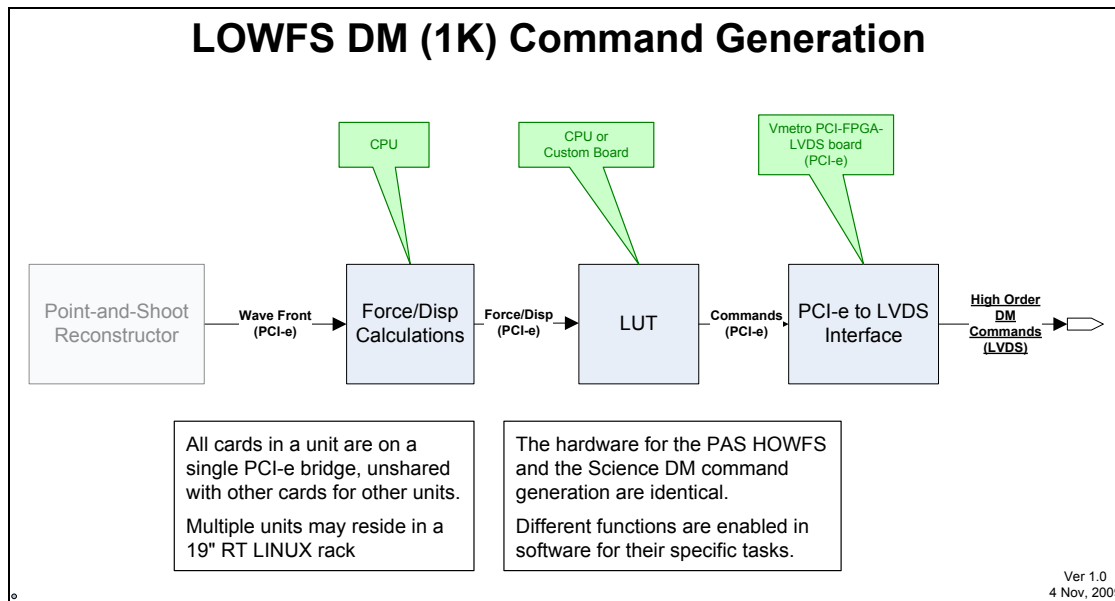 LOWFS DM (1K) Command Generation
CPU
CPU or
Custom Board
Vmetro PCI-FPGA-
LVDS board
(PCI-e)
Point-and-Shoot
Reconstructor
Wave Front
(PCI-e)
Force/Disp
Calculations
Force/Disp
(PCI-e)
LUT
Commands
(PCI-e)
PCI-e to LVDS
Interface
High Order
DM
Commands
(LVDS)
All cards in a unit are on a
single PCI-e bridge, unshared
with other cards for other units.
Multiple units may reside in a
19" RT LINUX rack
The hardware for the PAS HOWFS
and the Science DM command
generation are identical.
Different functions are enabled in
software for their specific tasks.
Ver 1.0
4 Nov, 200